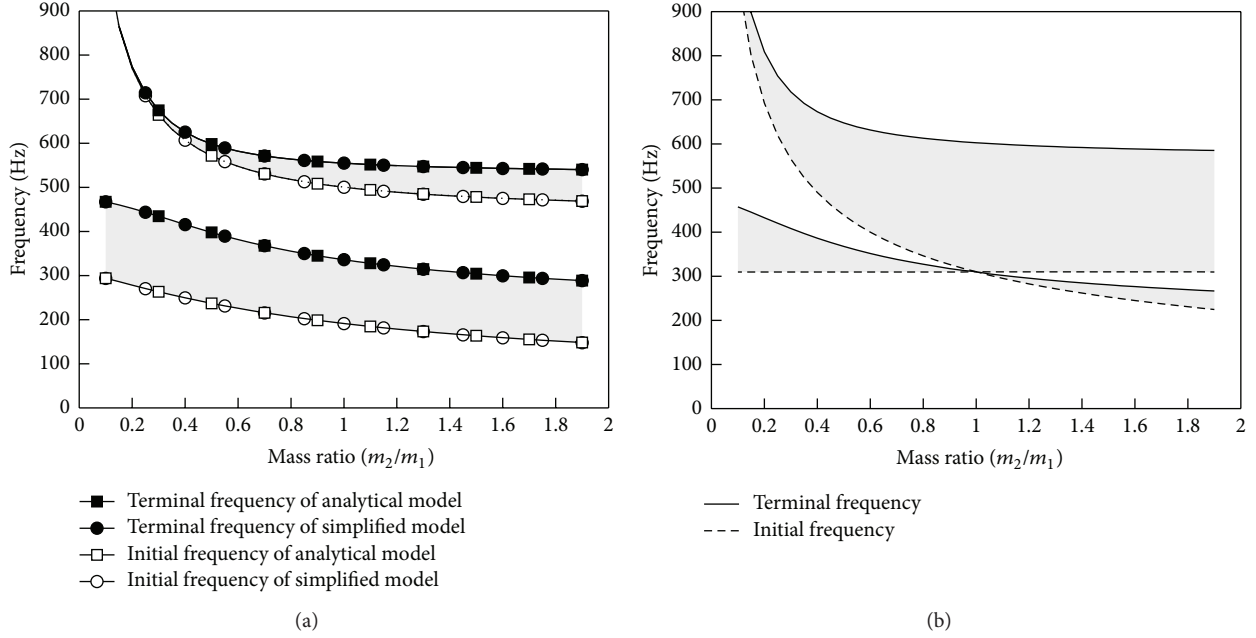 900
800
700
600
500
400
300
200
100
0
Frequency (Hz)
0 0.2 0.4 0.6 0.8 1 1.2 1.4 1.6 1.8 2
Mass ratio (m₂/m₁)
Terminal frequency of analytical model
Terminal frequency of simplified model
Initial frequency of analytical model
Initial frequency of simplified model
(a)
900
800
700
600
500
400
300
200
100
0
Frequency (Hz)
0 0.2 0.4 0.6 0.8 1 1.2 1.4 1.6 1.8 2
Mass ratio (m₂/m₁)
Terminal frequency
Initial frequency
(b)